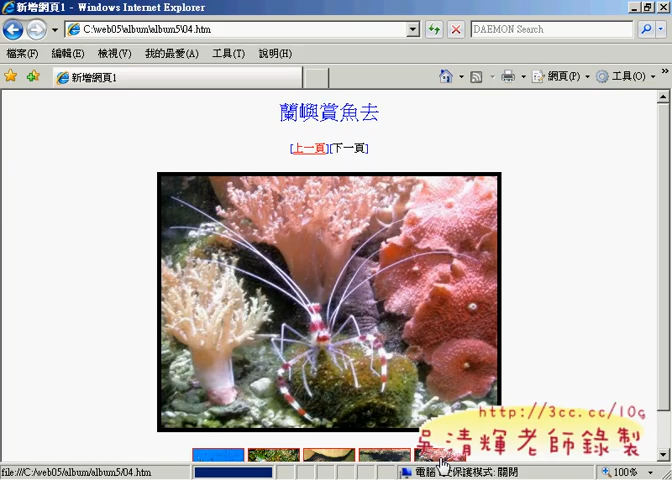 新增網頁1 - Windows Internet Explorer
C:\web05\album\album5\04.htm
DAEMON Search
檔案(F) 編輯(E) 檢視(V) 我的最愛(A) 工具(T) 說明(H)
新增網頁1
網頁(P)
工具(O)
蘭嶼賞魚去
[上一頁][下一頁]
http://3cc.cc/10g
吳清輝老師錄製
file:///C:/web05/album/album5/04.htm
電腦
保護模式: 關閉
100%